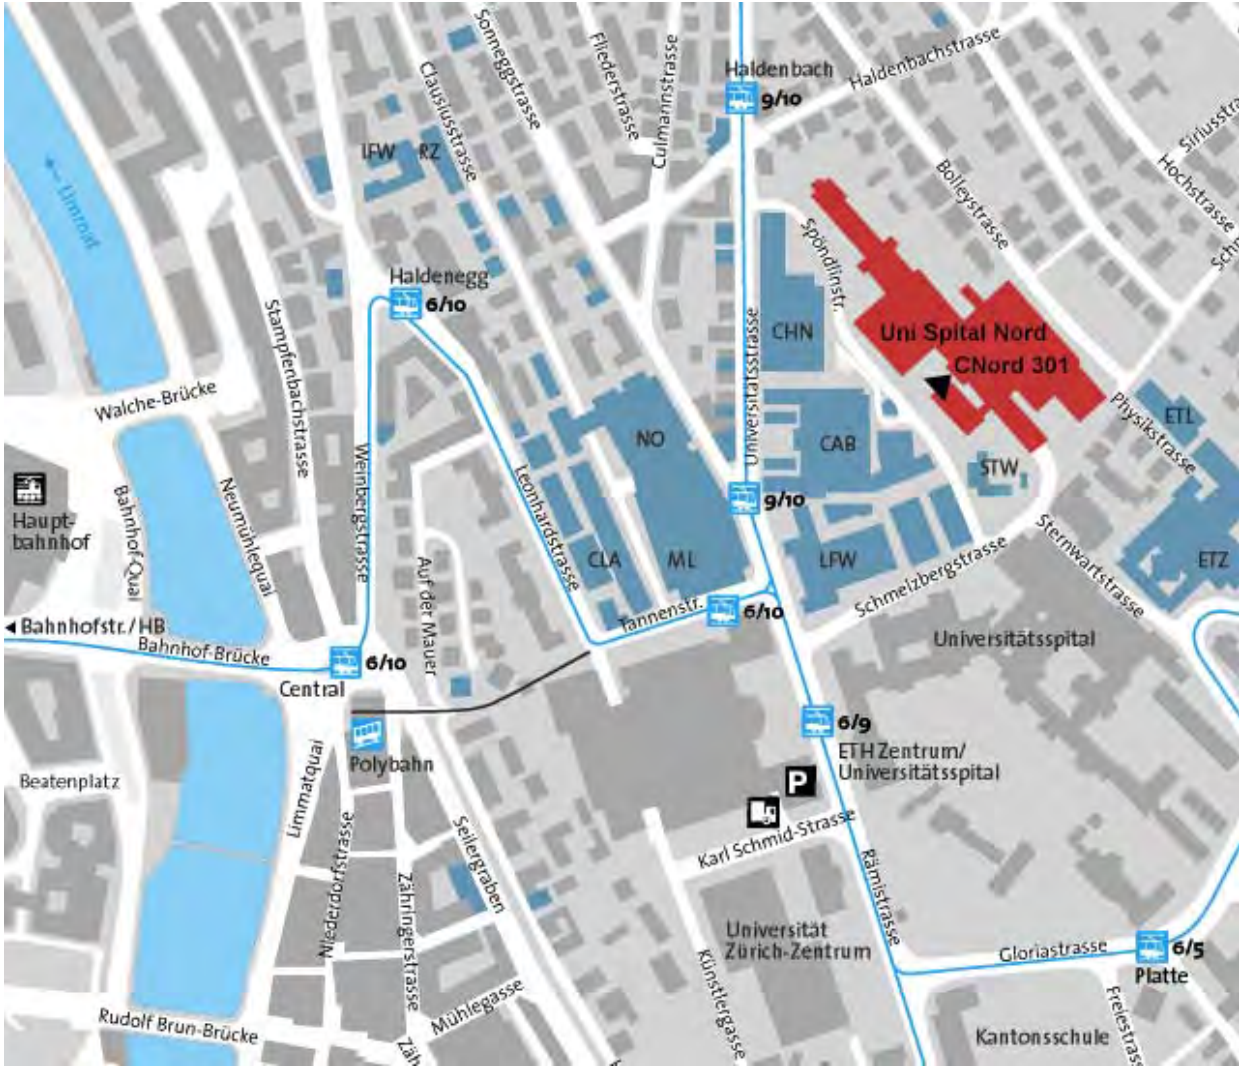 Haldenbach
9/10
Haldenbachstrasse
Sonneggstrasse
Fliederstrasse
Culmannstrasse
Clausiusstrasse
IFW
RZ
Bolleystrasse
Hochstrasse
← Limmat
Spöndlinstr.
Haldenegg
6/10
Stampfenbachstrasse
CHN
Uni Spital Nord
CNord 301
Universitätsstrasse
Walche-Brücke
Physikstrasse
ETL
NO
CAB
Weinbergstrasse
Leonhardstrasse
STW
Haupt-
bahnhof
Bahnhof-Quai
Neumühlequai
9/10
Auf der Mauer
CLA
ML
LFW
Sternwartstrasse
ETZ
Schmelzbergstrasse
Tannenstr.
6/10
Bahnhofstr./HB
Bahnhof-Brücke
6/10
Central
Universitätsspital
6/9
ETH Zentrum/
Universitätsspital
Polybahn
P
Beatenplatz
Limmatquai
Niederdorfstrasse
Zähringerstrasse
Seilergraben
Karl Schmid-Strasse
Rämistrasse
Universität
Zürich-Zentrum
Künstlergasse
Gloriastrasse
6/5
Platte
Mühlegasse
Rudolf Brun-Brücke
Kantonsschule